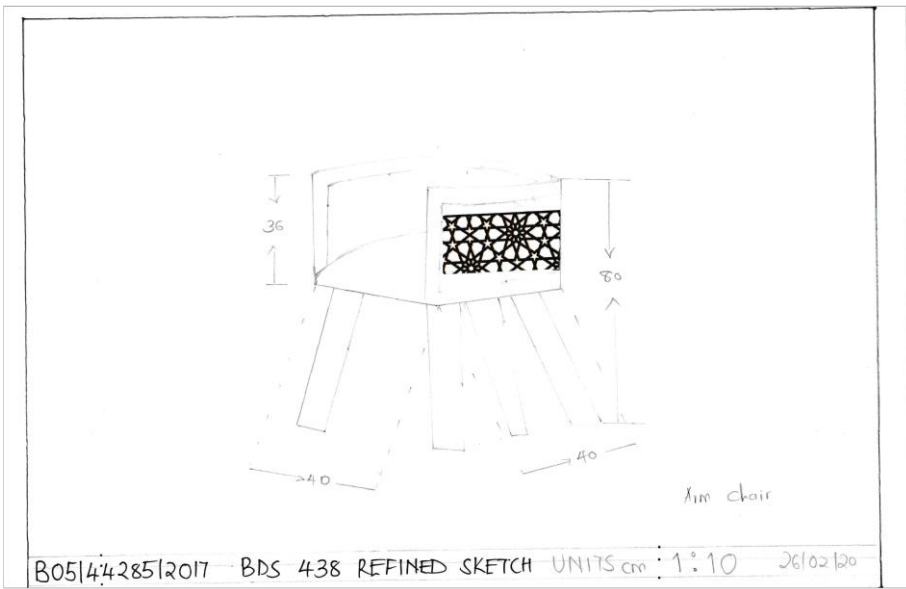 36
80
40
40
Xim chair
B05/44285/2017 BDS 438 REFINED SKETCH UNITS cm 1:10 26/02/20